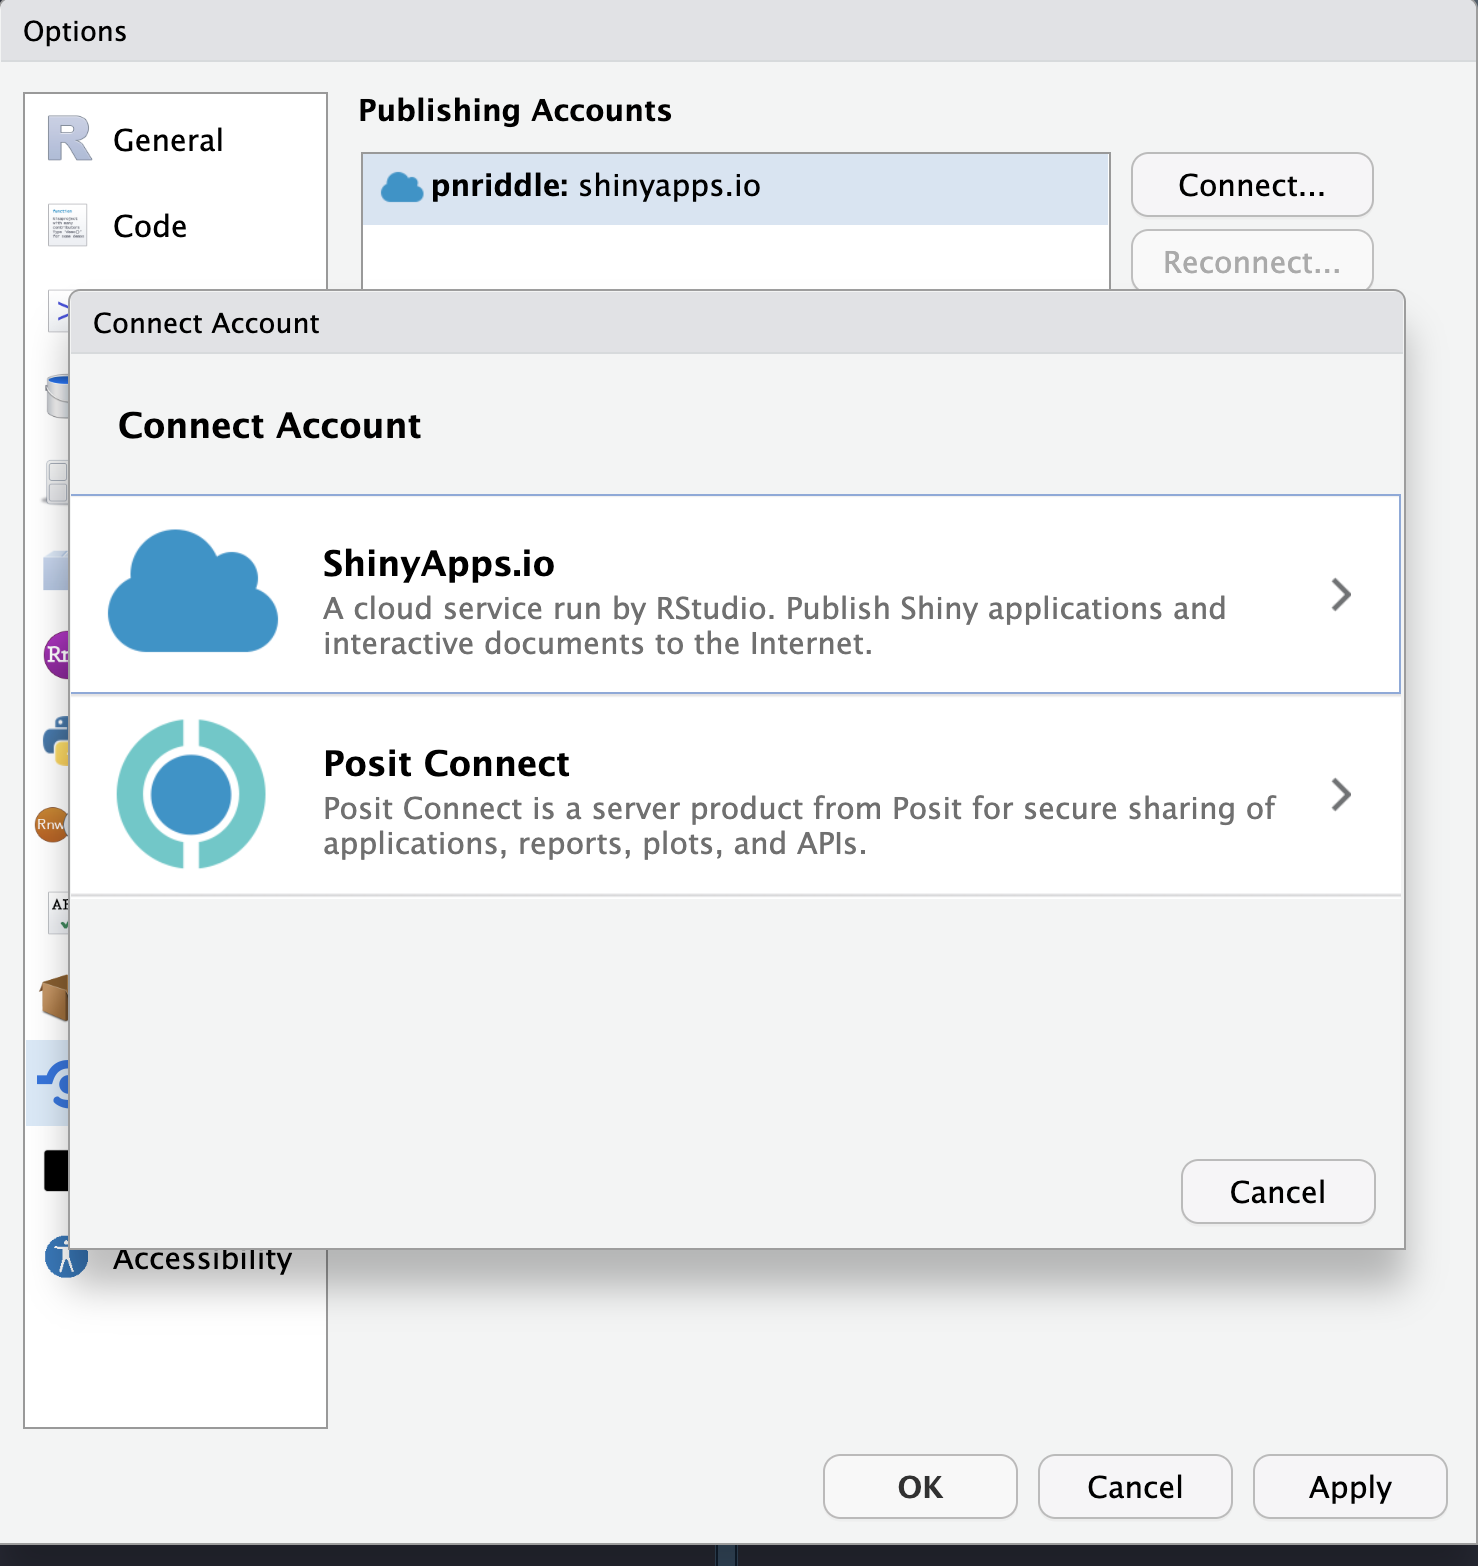 Options
General
Code
Publishing Accounts
pnriddle: shinyapps.io
Connect...
Reconnect...
Connect Account
Connect Account
ShinyApps.io
A cloud service run by RStudio. Publish Shiny applications and
interactive documents to the Internet.
Posit Connect
Posit Connect is a server product from Posit for secure sharing of
applications, reports, plots, and APIs.
Cancel
Rnw
Accessibility
OK
Cancel
Apply